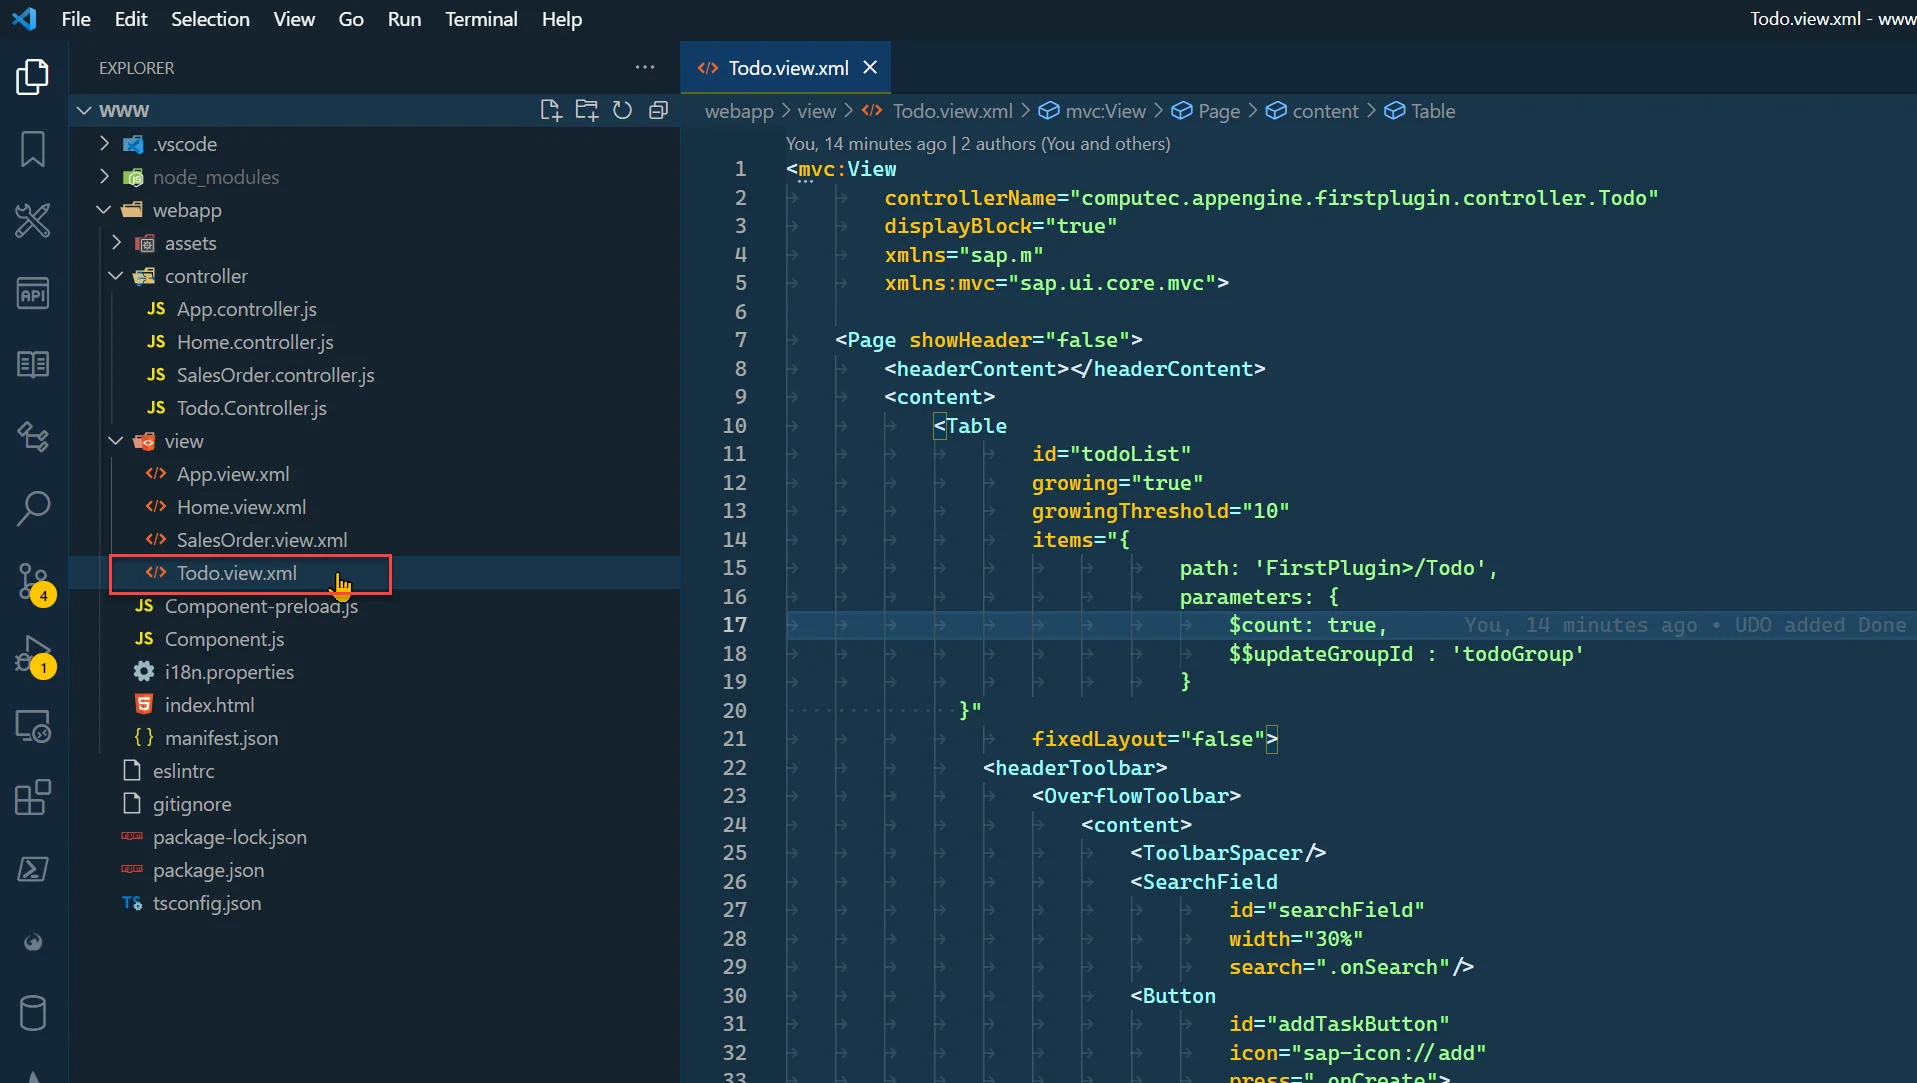 File Edit Selection View Go Run Terminal Help
Todo.view.xml - www
EXPLORER
WWW
.vscode
node_modules
webapp
assets
controller
JS App.controller.js
JS Home.controller.js
JS SalesOrder.controller.js
JS Todo.Controller.js
view
App.view.xml
Home.view.xml
SalesOrder.view.xml
Todo.view.xml
JS Component-preload.js
JS Component.js
i18n.properties
index.html
{ } manifest.json
eslintrc
gitignore
package-lock.json
package.json
TS tsconfig.json
API
4
1
</> Todo.view.xml ×
webapp > view > </> Todo.view.xml > mvc:View > Page > content > Table
You, 14 minutes ago | 2 authors (You and others)
1 <mvc:View
2 controllerName="computec.appengine.firstplugin.controller.Todo"
3 displayBlock="true"
4 xmlns="sap.m"
5 xmlns:mvc="sap.ui.core.mvc">
6
7 <Page showHeader="false">
8 <headerContent></headerContent>
9 <content>
10 <Table
11 id="todoList"
12 growing="true"
13 growingThreshold="10"
14 items="{
15 path: 'FirstPlugin>/Todo',
16 parameters: {
17 $count: true, You, 14 minutes ago • UDO added Done
18 $$updateGroupId : 'todoGroup'
19 }
20 }"
21 fixedLayout="false">
22 <headerToolbar>
23 <OverflowToolbar>
24 <content>
25 <ToolbarSpacer/>
26 <SearchField
27 id="searchField"
28 width="30%"
29 search=".onSearch"/>
30 <Button
31 id="addTaskButton"
32 icon="sap-icon://add"
33 press=".onCreate">